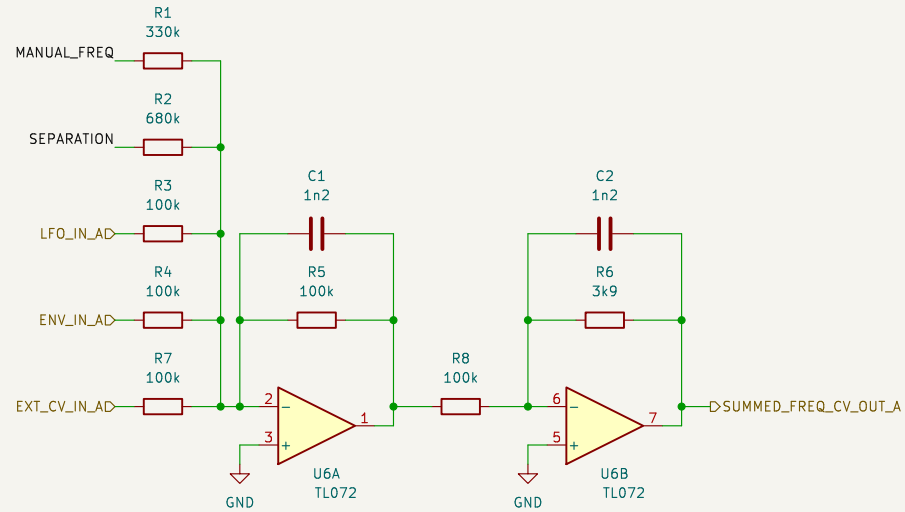 R1
330k
MANUAL_FREQ
R2
680k
SEPARATION
R3
100k
LFO_IN_A
R4
100k
ENV_IN_A
R7
100k
EXT_CV_IN_A
C1
1n2
R5
100k
2
−
3
+
1
GND
U6A
TL072
R8
100k
C2
1n2
R6
3k9
6
−
5
+
7
GND
U6B
TL072
SUMMED_FREQ_CV_OUT_A